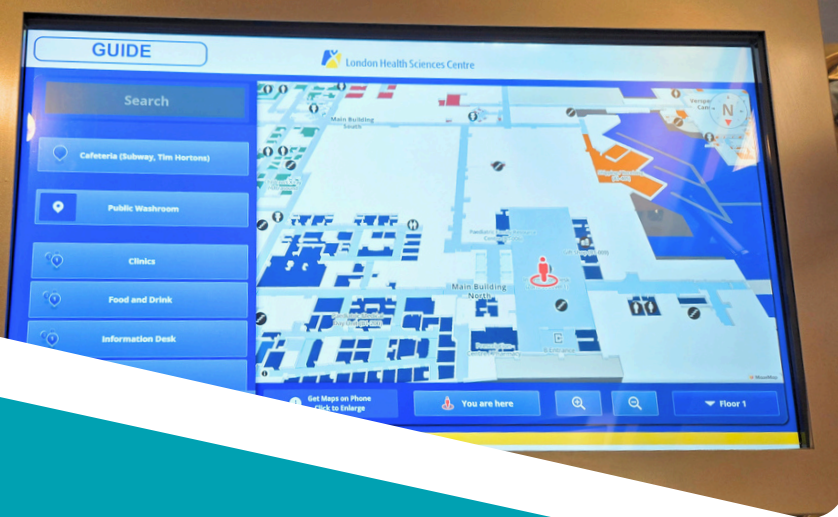 GUIDE
London Health Sciences Centre
Search
Cafeteria (Subway, Tim Hortons)
Public Washroom
Clinics
Food and Drink
Information Desk
Main Building
South
N
Main Building
North
Get Maps on Phone
Click to Enlarge
You are here
Floor 1